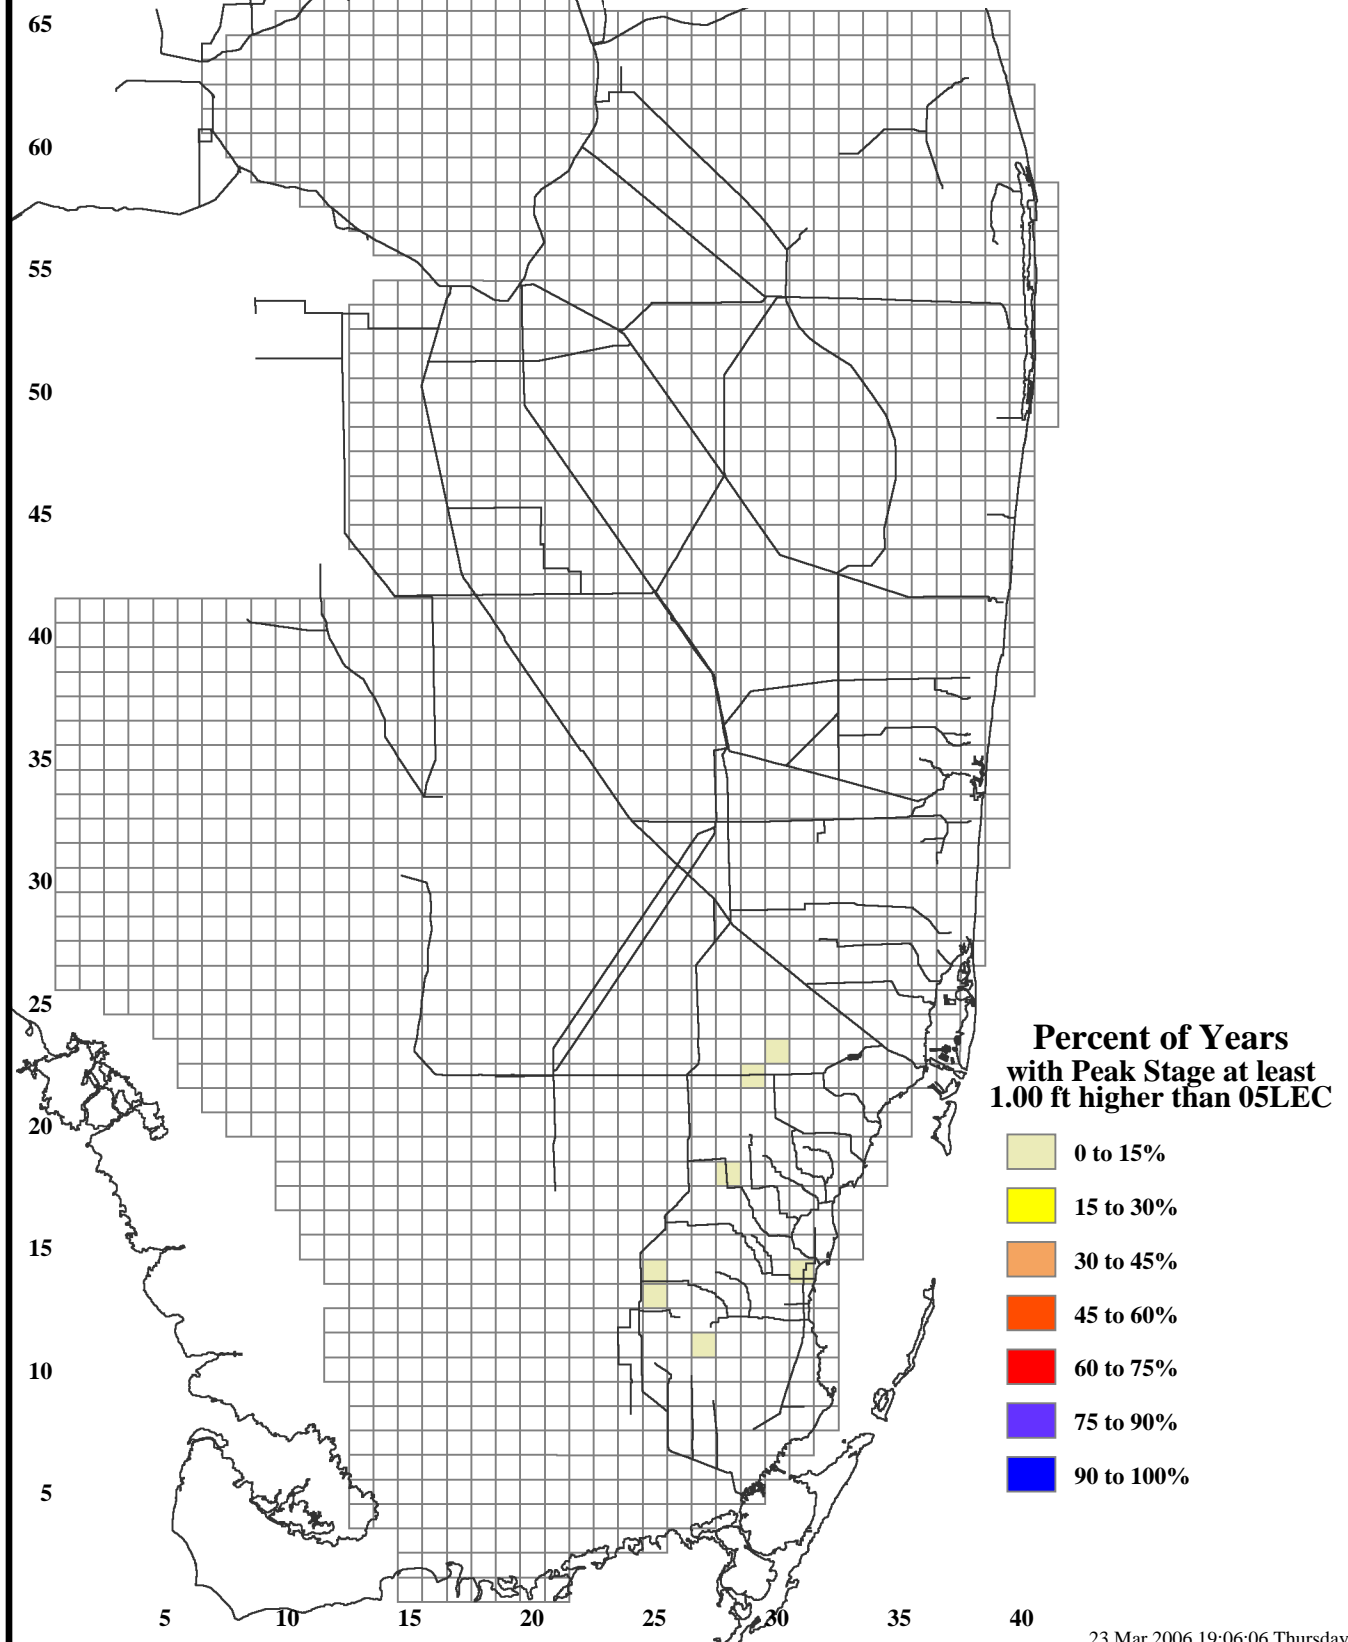 65
60
55
50
45
40
35
30
25
20
15
10
5
Percent of Years
with Peak Stage at least
1.00 ft higher than 05LEC
0 to 15%
15 to 30%
30 to 45%
45 to 60%
60 to 75%
75 to 90%
90 to 100%
5 10 15 20 25 30 35 40
23 Mar 2006 19:06:06 Thursday